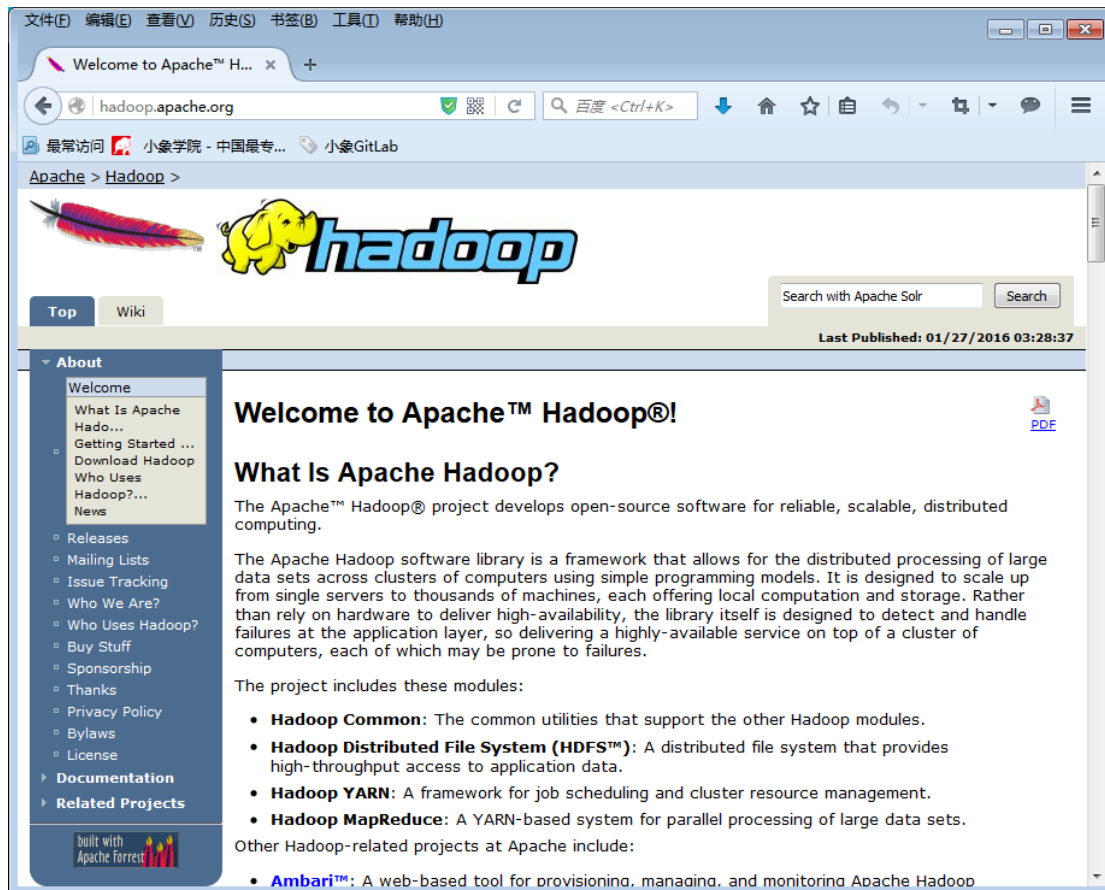 文件(F) 编辑(E) 查看(V) 历史(S) 书签(B) 工具(T) 帮助(H)
Welcome to Apache™ H... × +
hadoop.apache.org
百度 <Ctrl+K>
最常访问 小象学院 - 中国最专... 小象GitLab
Apache > Hadoop >
hadoop
Search with Apache Solr Search
Top Wiki
Last Published: 01/27/2016 03:28:37
About
Welcome
What Is Apache
Hado...
Getting Started ...
Download Hadoop
Who Uses
Hadoop?...
News
Releases
Mailing Lists
Issue Tracking
Who We Are?
Who Uses Hadoop?
Buy Stuff
Sponsorship
Thanks
Privacy Policy
Bylaws
License
Documentation
Related Projects
built with
Apache Forrest
Welcome to Apache™ Hadoop®!
PDF
What Is Apache Hadoop?
The Apache™ Hadoop® project develops open-source software for reliable, scalable, distributed
computing.
The Apache Hadoop software library is a framework that allows for the distributed processing of large
data sets across clusters of computers using simple programming models. It is designed to scale up
from single servers to thousands of machines, each offering local computation and storage. Rather
than rely on hardware to deliver high-availability, the library itself is designed to detect and handle
failures at the application layer, so delivering a highly-available service on top of a cluster of
computers, each of which may be prone to failures.
The project includes these modules:
• Hadoop Common: The common utilities that support the other Hadoop modules.
• Hadoop Distributed File System (HDFS™): A distributed file system that provides
high-throughput access to application data.
• Hadoop YARN: A framework for job scheduling and cluster resource management.
• Hadoop MapReduce: A YARN-based system for parallel processing of large data sets.
Other Hadoop-related projects at Apache include:
• Ambari™: A web-based tool for provisioning, managing, and monitoring Apache Hadoop